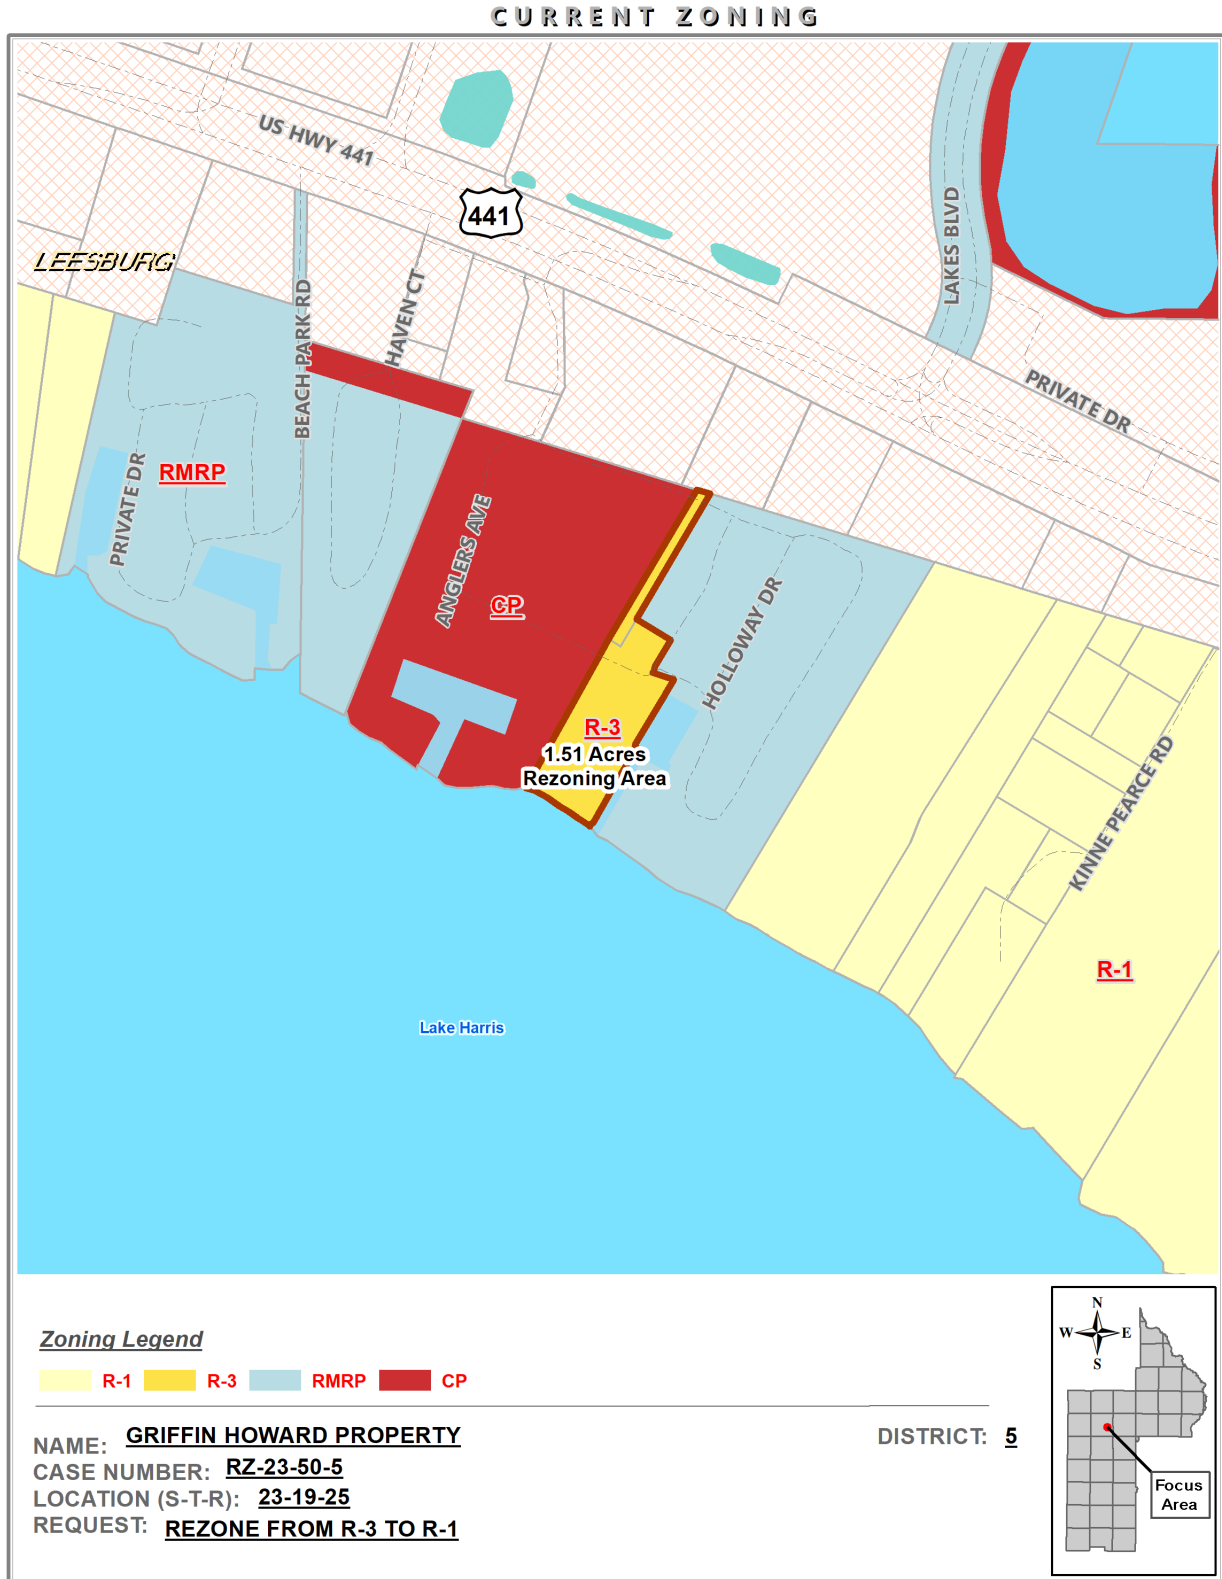 CURRENT ZONING
US HWY 441
441
LAKES BLVD
LEESBURG
BEACH PARK RD
HAVEN CT
PRIVATE DR
PRIVATE DR
RMRP
ANGLERS AVE
CP
HOLLOWAY DR
R-3
1.51 Acres
Rezoning Area
KINNE PEARCE RD
R-1
Lake Harris
Zoning Legend
R-1 R-3 RMRP CP
NAME: GRIFFIN HOWARD PROPERTY
DISTRICT: 5
CASE NUMBER: RZ-23-50-5
LOCATION (S-T-R): 23-19-25
REQUEST: REZONE FROM R-3 TO R-1
N
W E
S
Focus
Area